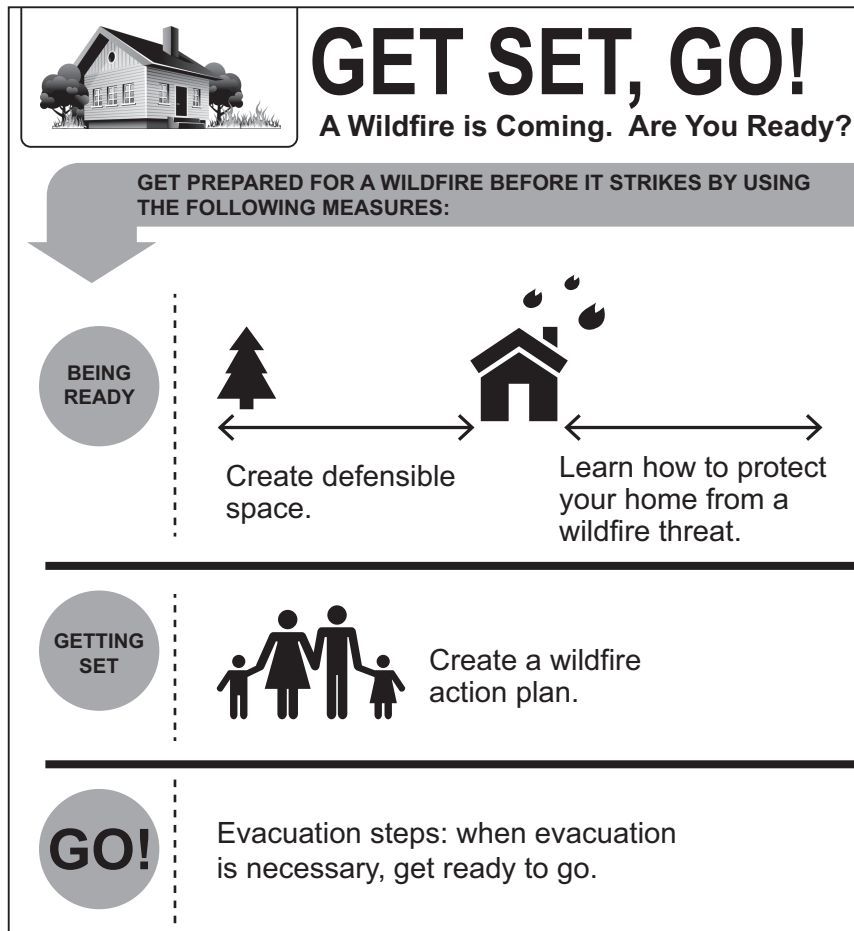 GET SET, GO!
A Wildfire is Coming. Are You Ready?
GET PREPARED FOR A WILDFIRE BEFORE IT STRIKES BY USING
THE FOLLOWING MEASURES:
BEING
READY
Create defensible
space.
Learn how to protect
your home from a
wildfire threat.
GETTING
SET
Create a wildfire
action plan.
GO!
Evacuation steps: when evacuation
is necessary, get ready to go.